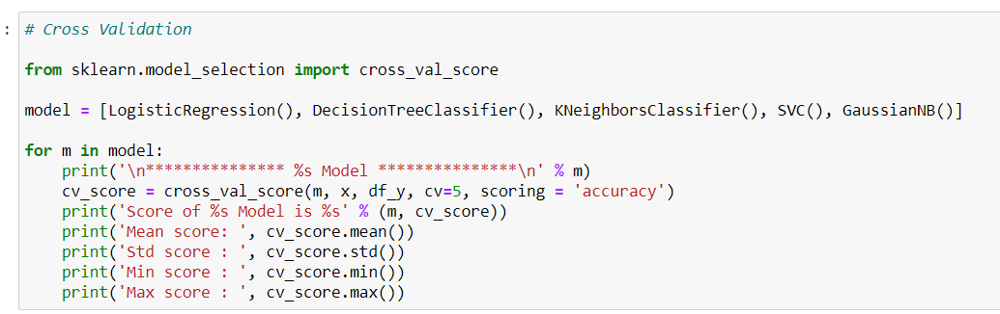 :
# Cross Validation
from sklearn.model_selection import cross_val_score
model = [LogisticRegression(), DecisionTreeClassifier(), KNeighborsClassifier(), SVC(), GaussianNB()]
for m in model:
    print('\n*************** %s Model ***************\n' % m)
    cv_score = cross_val_score(m, x, df_y, cv=5, scoring = 'accuracy')
    print('Score of %s Model is %s' % (m, cv_score))
    print('Mean score: ', cv_score.mean())
    print('Std score : ', cv_score.std())
    print('Min score : ', cv_score.min())
    print('Max score : ', cv_score.max())